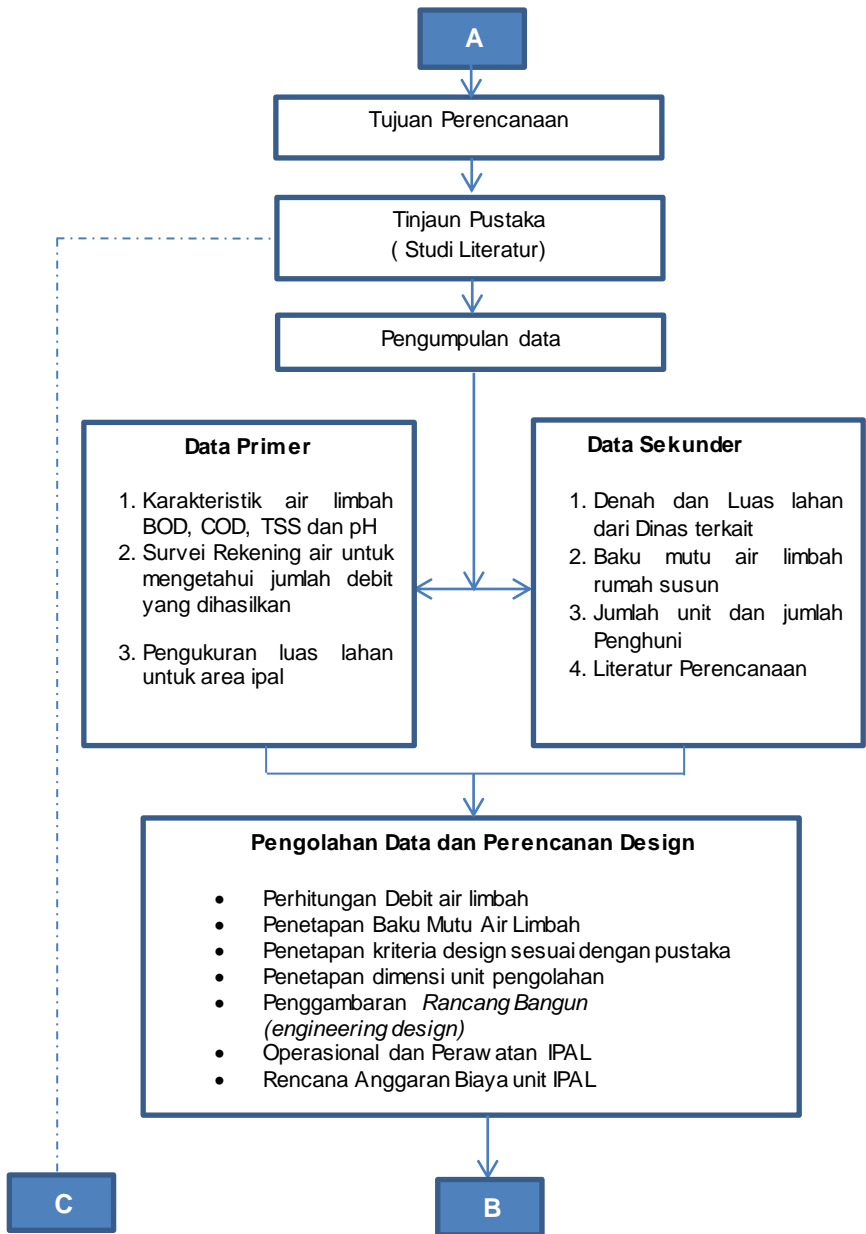 A
Tujuan Perencanaan
Tinjaun Pustaka
( Studi Literatur)
Pengumpulan data
Data Primer
1. Karakteristik air limbah
BOD, COD, TSS dan pH
2. Survei Rekening air untuk
mengetahui jumlah debit
yang dihasilkan
3. Pengukuran luas lahan
untuk area ipal
Data Sekunder
1. Denah dan Luas lahan
dari Dinas terkait
2. Baku mutu air limbah
rumah susun
3. Jumlah unit dan jumlah
Penghuni
4. Literatur Perencanaan
Pengolahan Data dan Perencanan Design
• Perhitungan Debit air limbah
• Penetapan Baku Mutu Air Limbah
• Penetapan kriteria design sesuai dengan pustaka
• Penetapan dimensi unit pengolahan
• Penggambaran Rancang Bangun
(engineering design)
• Operasional dan Perawatan IPAL
• Rencana Anggaran Biaya unit IPAL
C
B